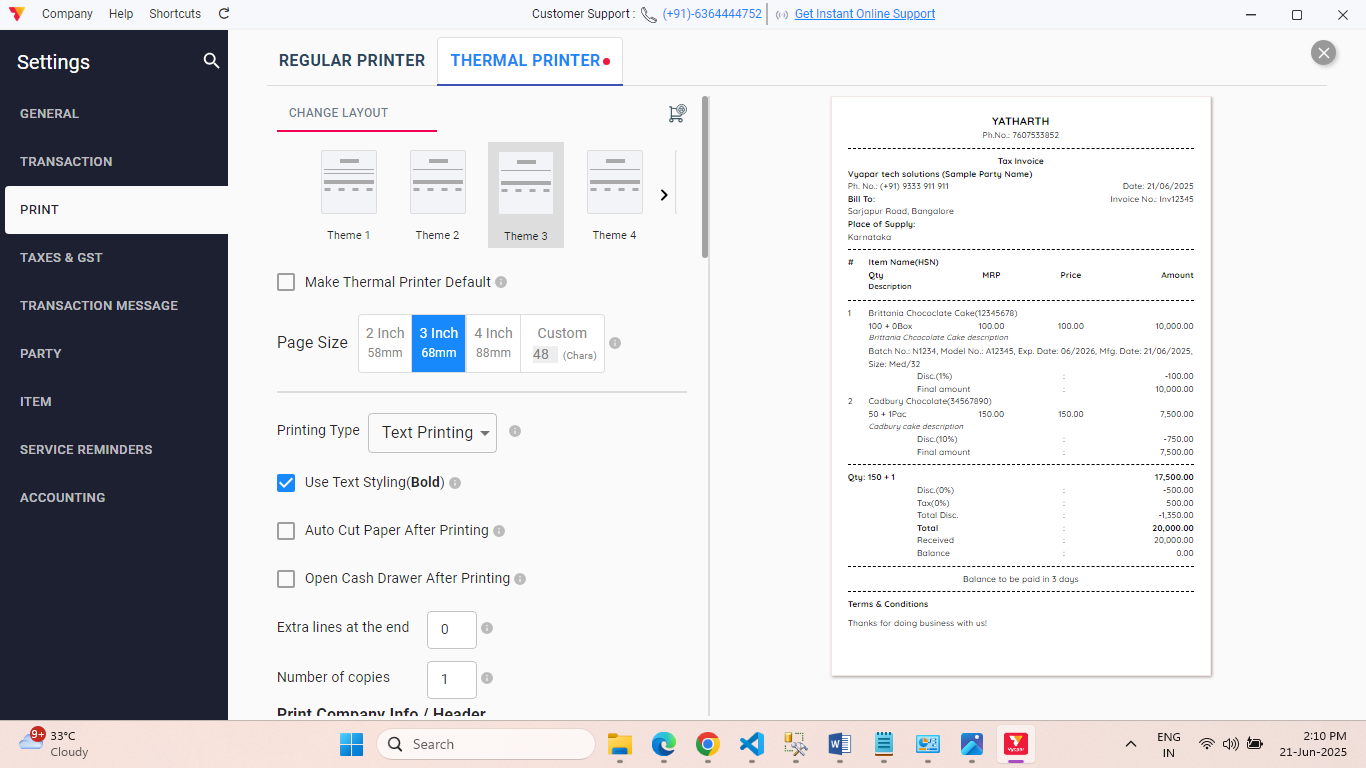 Company Help Shortcuts
Customer Support : (+91)-6364444752 Get Instant Online Support
Settings
GENERAL
TRANSACTION
PRINT
TAXES & GST
TRANSACTION MESSAGE
PARTY
ITEM
SERVICE REMINDERS
ACCOUNTING
REGULAR PRINTER
THERMAL PRINTER
CHANGE LAYOUT
Theme 1 Theme 2 Theme 3 Theme 4
Make Thermal Printer Default
Page Size
2 Inch 3 Inch 4 Inch Custom
58mm 68mm 88mm 48 (Chars)
Printing Type Text Printing
Use Text Styling(Bold)
Auto Cut Paper After Printing
Open Cash Drawer After Printing
Extra lines at the end 0
Number of copies 1
Print Company Info / Header
YATHARTH
Ph.No.: 7607533852
Tax Invoice
Vyapar tech solutions (Sample Party Name)
Ph. No.: (+91) 9333 911 911 Date: 21/06/2025
Bill To: Invoice No.: Inv12345
Sarjapur Road, Bangalore
Place of Supply:
Karnataka
# Item Name(HSN)
Qty MRP Price Amount
Description
1 Brittania Chococlate Cake(12345678)
100 + 0Box 100.00 100.00 10,000.00
Brittania Chcocolate Cake description
Batch No.: N1234, Model No.: A12345, Exp. Date: 06/2026, Mfg. Date: 21/06/2025,
Size: Med/32
Disc.(1%) : -100.00
Final amount : 10,000.00
2 Cadbury Chocolate(34567890)
50 + 1Pac 150.00 150.00 7,500.00
Cadbury cake description
Disc.(10%) : -750.00
Final amount : 7,500.00
Qty: 150 + 1 17,500.00
Disc.(0%) : -500.00
Tax(0%) : 500.00
Total Disc. : -1,350.00
Total : 20,000.00
Received : 20,000.00
Balance : 0.00
Balance to be paid in 3 days
Terms & Conditions
Thanks for doing business with us!
9+
33°C
Cloudy
Search
Vyapar
ENG
IN
2:10 PM
21-Jun-2025